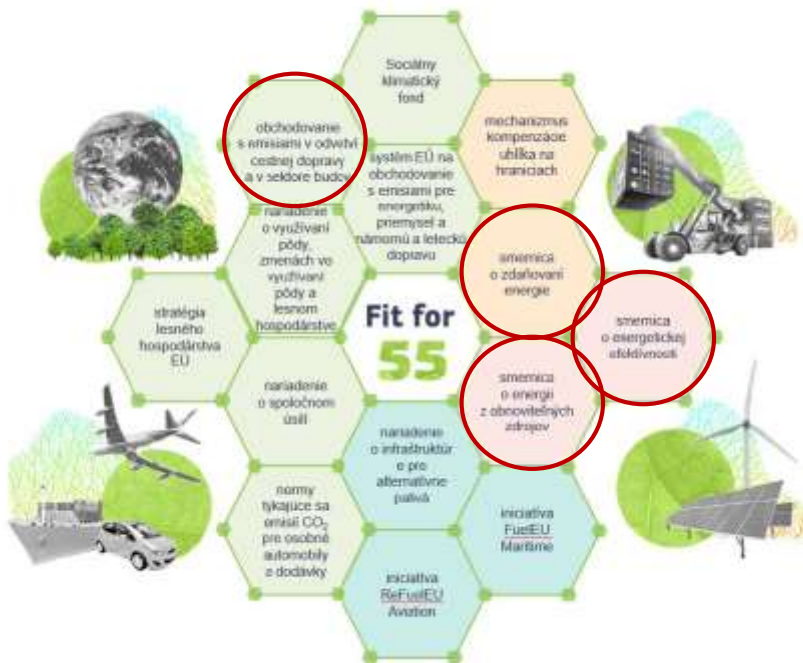 Sociálny
klimatický
fond
obchodovanie
s emisiami v odvetví
cestnej dopravy
a v sektore budov
mechanizmus
kompenzácie
uhlíka na
hraniciach
systém EÚ na
obchodovanie
s emisiami pre
energetiku,
priemysel a
námornú a leteckú
dopravu
nariadenie
o využívaní
pôdy,
zmenách vo
využívaní
pôdy a
lesnom
hospodárstve
smernica
o zdaňovaní
energie
stratégia
lesného
hospodárstva
EÚ
Fit for
55
smernica
o energetickej
efektívnosti
nariadenie
o spoločnom
úsilí
smernica
o energii
z obnoviteľných
zdrojov
nariadenie
o infraštruktúr
e pre
alternatívne
palivá
normy
týkajúce sa
emisií CO₂
pre osobné
automobily
a dodávky
iniciatíva
FuelEU
Maritime
iniciatíva
ReFuelEU
Aviation